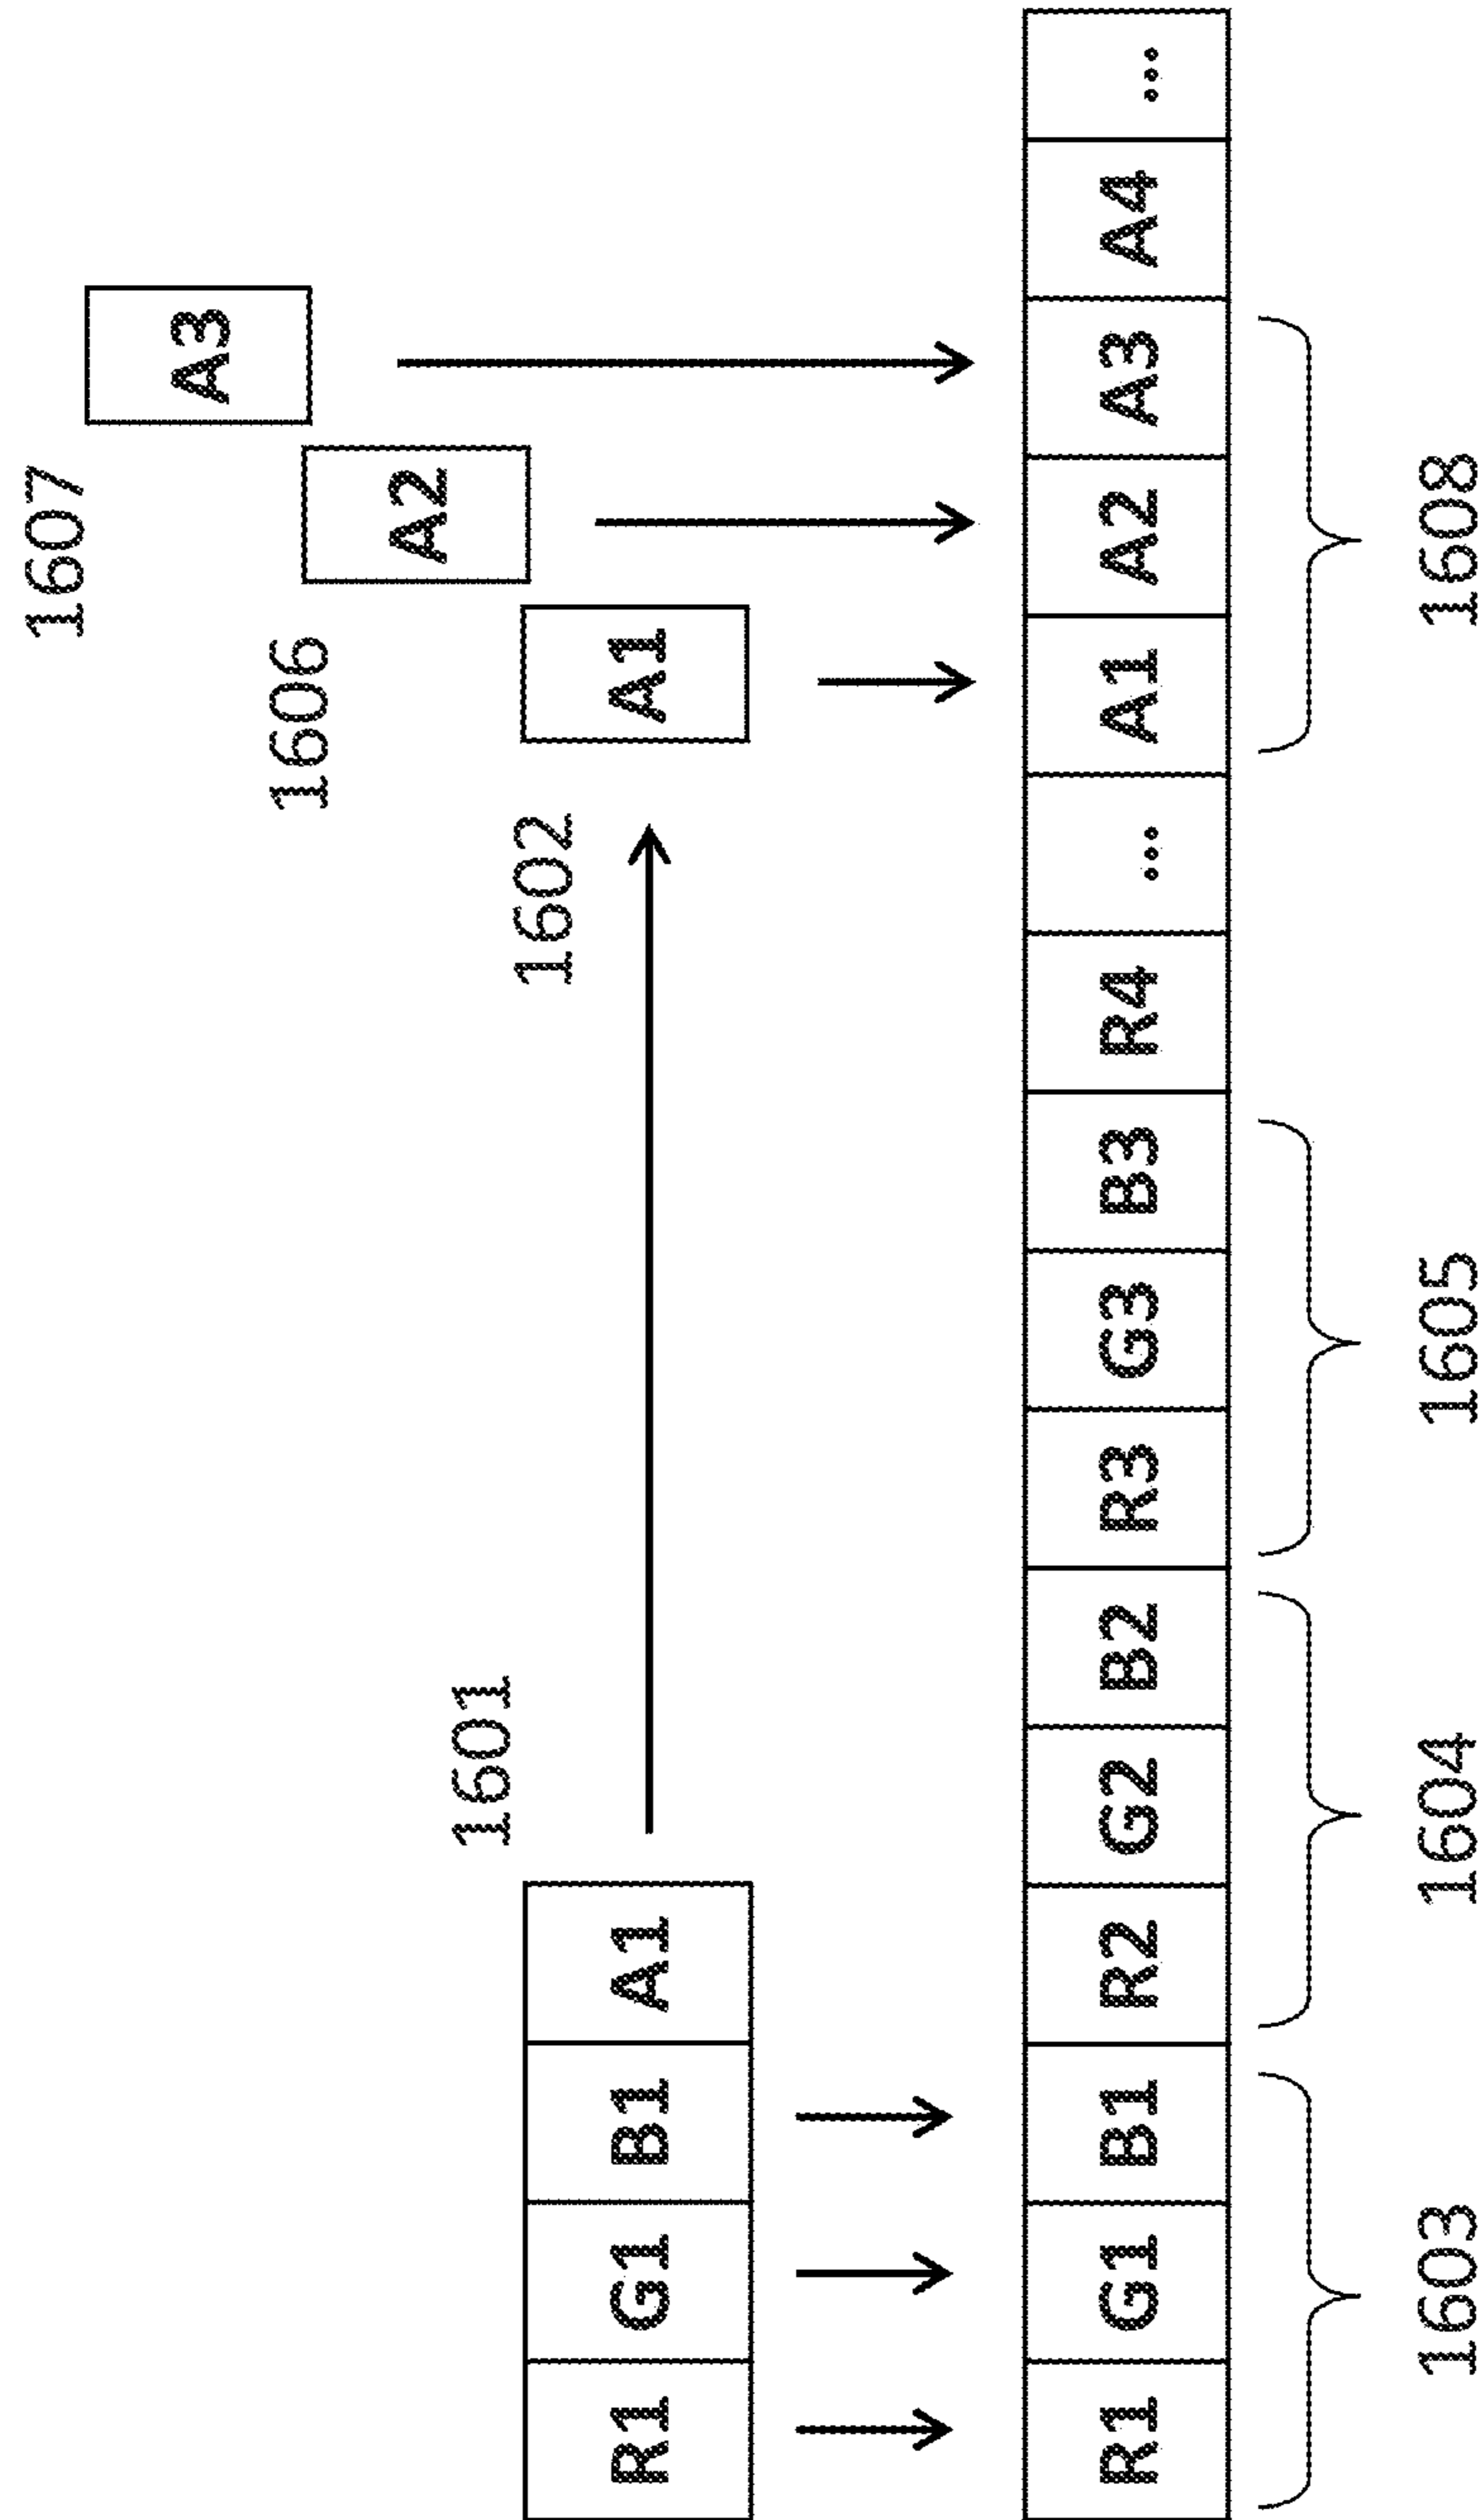 1607
A3
1606
A2
1601
1602
R1 G1 B1 A1
A1
R1 G1 B1 R2 G2 B2 R3 G3 B3 R4 ... A1 A2 A3 A4 ...
1603 1604 1605 1608